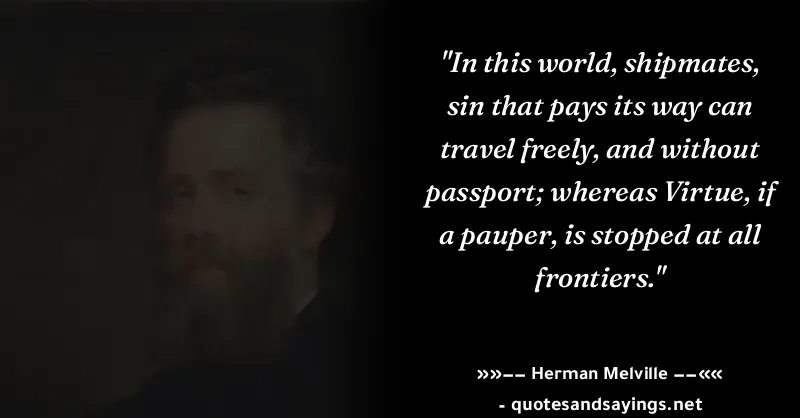 "In this world, shipmates,
sin that pays its way can
travel freely, and without
passport; whereas Virtue, if
a pauper, is stopped at all
frontiers."
»»−− Herman Melville −−««
- quotesandsayings.net